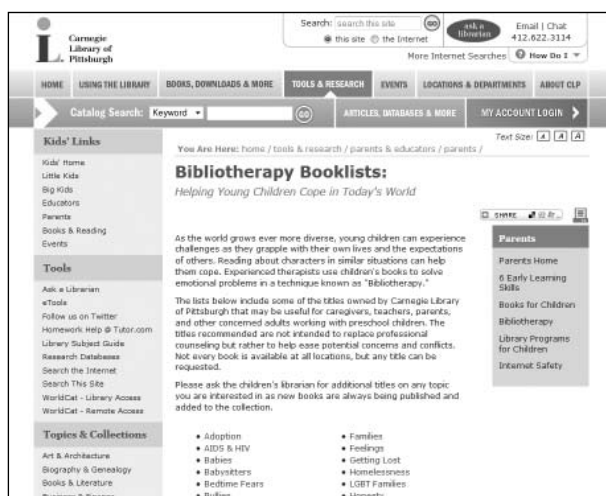 Carnegie
Library of
Pittsburgh
Search: search this site GO
this site the Internet
ask a
librarian
Email | Chat
412.622.3114
More Internet Searches
? How Do I
HOME USING THE LIBRARY BOOKS, DOWNLOADS & MORE TOOLS & RESEARCH EVENTS LOCATIONS & DEPARTMENTS ABOUT CLP
Catalog Search: Keyword GO ARTICLES, DATABASES & MORE MY ACCOUNT LOGIN
Text Size: A A A
Kids' Links
Kids' Home
Little Kids
Big Kids
Educators
Parents
Books & Reading
Events
Tools
Ask a Librarian
eTools
Follow us on Twitter
Homework Help @ Tutor.com
Library Subject Guide
Research Databases
Search the Internet
Search This Site
WorldCat - Library Access
WorldCat - Remote Access
Topics & Collections
Art & Architecture
Biography & Genealogy
Books & Literature
You Are Here: home / tools & research / parents & educators / parents /
Bibliotherapy Booklists:
Helping Young Children Cope in Today's World
SHARE
As the world grows ever more diverse, young children can experience
challenges as they grapple with their own lives and the expectations
of others. Reading about characters in similar situations can help
them cope. Experienced therapists use children's books to solve
emotional problems in a technique known as "Bibliotherapy."
The lists below include some of the titles owned by Carnegie Library
of Pittsburgh that may be useful for caregivers, teachers, parents,
and other concerned adults working with preschool children. The
titles recommended are not intended to replace professional
counseling but rather to help ease potential concerns and conflicts.
Not every book is available at all locations, but any title can be
requested.
Please ask the children's librarian for additional titles on any topic
you are interested in as new books are always being published and
added to the collection.
• Adoption
• AIDS & HIV
• Babies
• Babysitters
• Bedtime Fears
• Bullies
• Families
• Feelings
• Getting Lost
• Homelessness
• LGBT Families
• Honesty
Parents
Parents Home
6 Early Learning
Skills
Books for Children
Bibliotherapy
Library Programs
for Children
Internet Safety